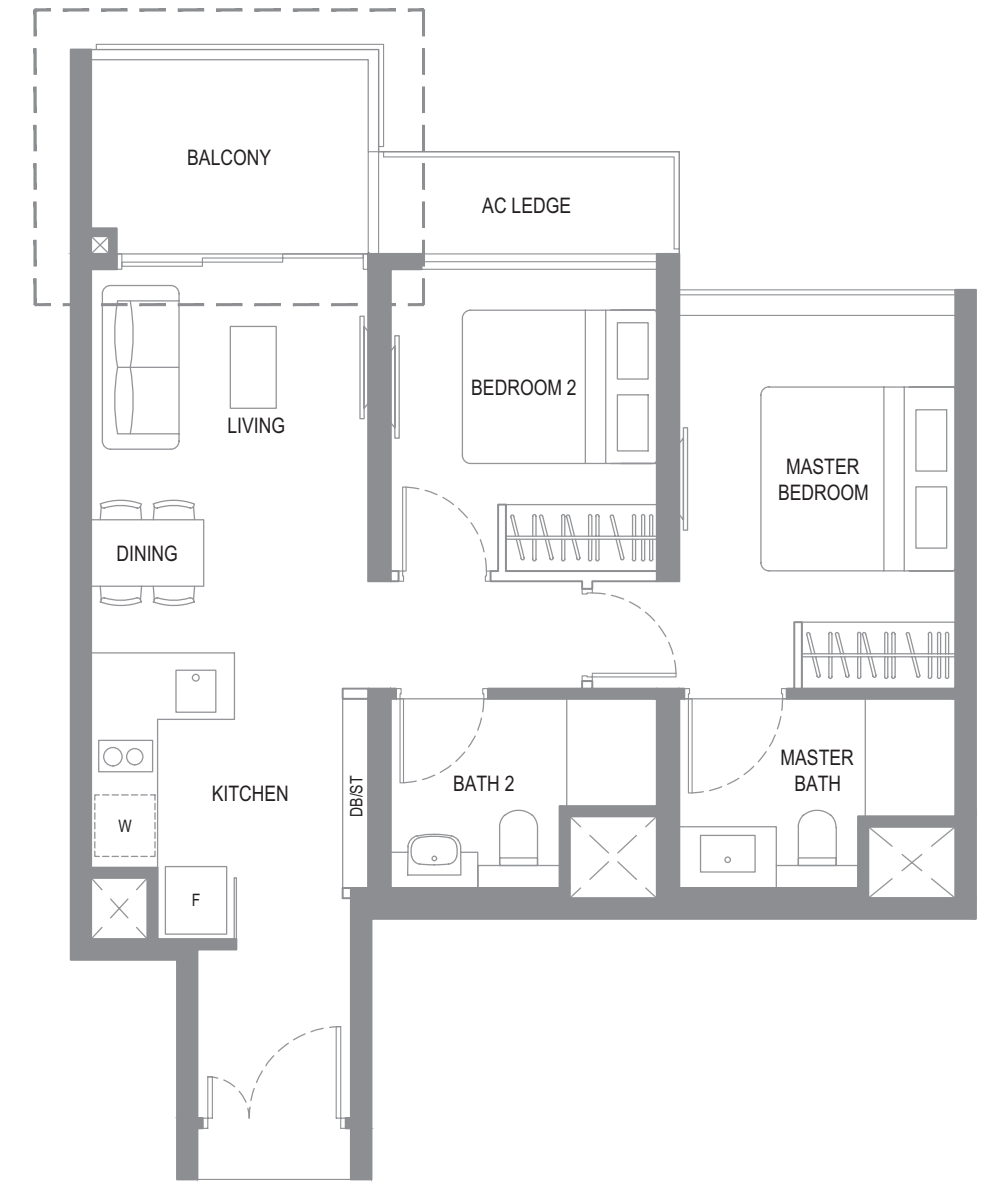 BALCONY
AC LEDGE
BEDROOM 2
LIVING
MASTER
BEDROOM
DINING
KITCHEN
DB/ST
BATH 2
MASTER
BATH
W
F